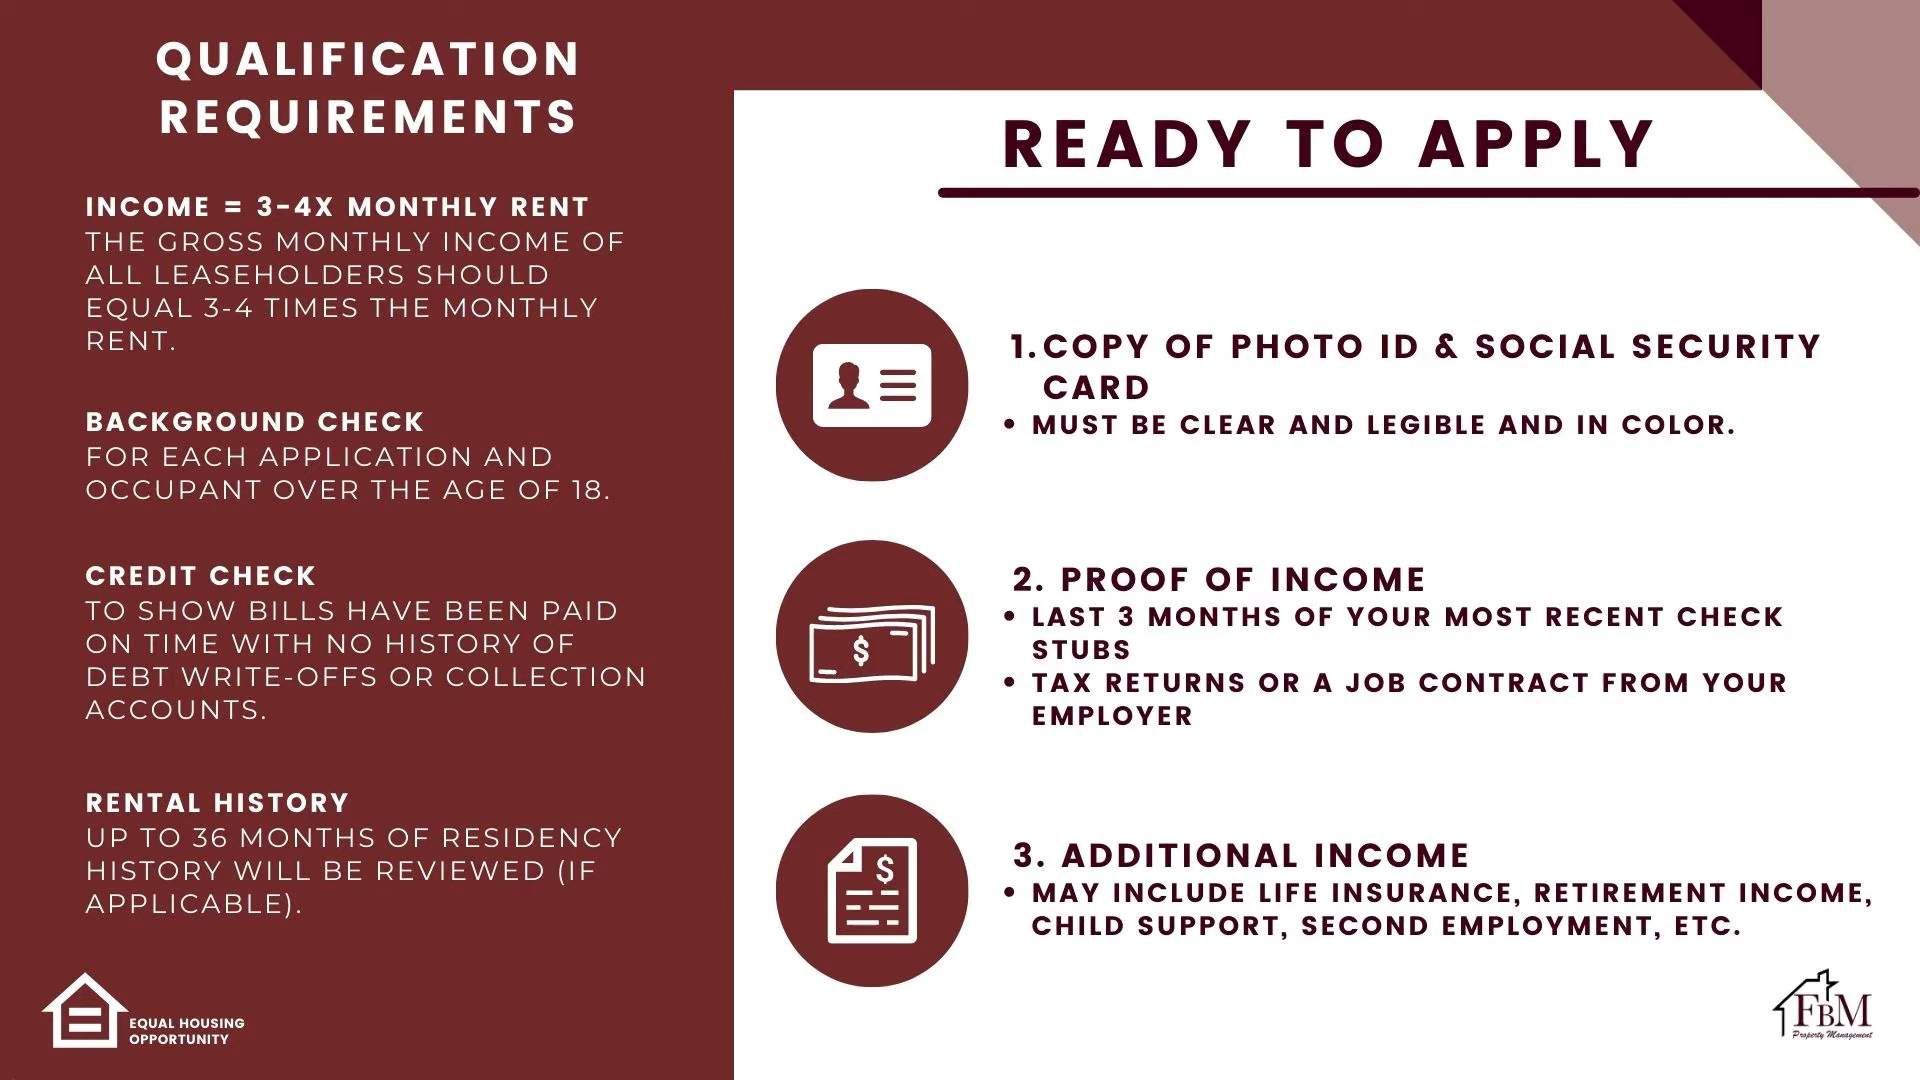 QUALIFICATION
REQUIREMENTS
INCOME = 3-4X MONTHLY RENT
THE GROSS MONTHLY INCOME OF
ALL LEASEHOLDERS SHOULD
EQUAL 3-4 TIMES THE MONTHLY
RENT.
BACKGROUND CHECK
FOR EACH APPLICATION AND
OCCUPANT OVER THE AGE OF 18.
CREDIT CHECK
TO SHOW BILLS HAVE BEEN PAID
ON TIME WITH NO HISTORY OF
DEBT WRITE-OFFS OR COLLECTION
ACCOUNTS.
RENTAL HISTORY
UP TO 36 MONTHS OF RESIDENCY
HISTORY WILL BE REVIEWED (IF
APPLICABLE).
EQUAL HOUSING
OPPORTUNITY
READY TO APPLY
1. COPY OF PHOTO ID & SOCIAL SECURITY
CARD
• MUST BE CLEAR AND LEGIBLE AND IN COLOR.
$
2. PROOF OF INCOME
• LAST 3 MONTHS OF YOUR MOST RECENT CHECK
STUBS
• TAX RETURNS OR A JOB CONTRACT FROM YOUR
EMPLOYER
$
3. ADDITIONAL INCOME
• MAY INCLUDE LIFE INSURANCE, RETIREMENT INCOME,
CHILD SUPPORT, SECOND EMPLOYMENT, ETC.
FBM
Property Management